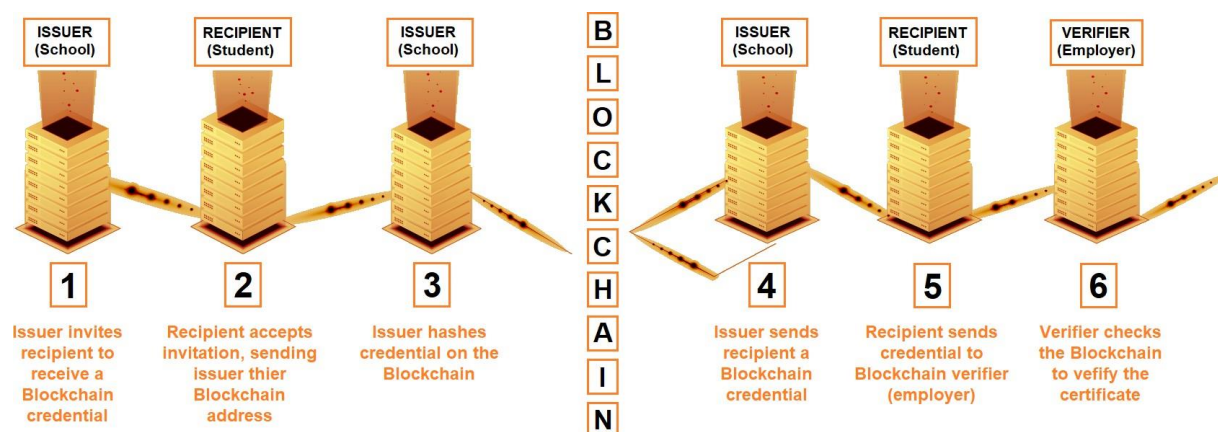 ISSUER
(School)
RECIPIENT
(Student)
ISSUER
(School)
B
L
O
C
K
C
H
A
I
N
ISSUER
(School)
RECIPIENT
(Student)
VERIFIER
(Employer)
1
Issuer invites
recipient to
receive a
Blockchain
credential
2
Recipient accepts
invitation, sending
issuer thier
Blockchain
address
3
Issuer hashes
credential on the
Blockchain
4
Issuer sends
recipient a
Blockchain
credential
5
Recipient sends
credential to
Blockchain verifier
(employer)
6
Verifier checks
the Blockchain
to vefify the
certificate